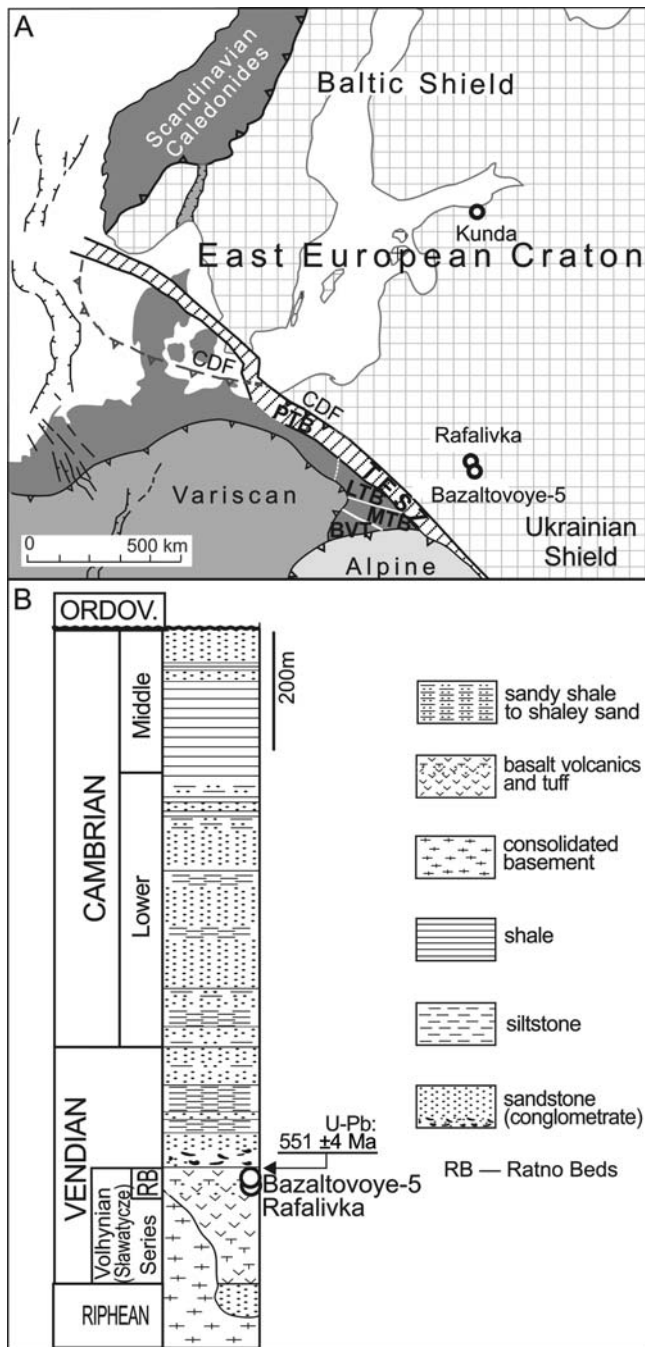 A
Scandinavian
Caledonides
Baltic Shield
Kunda
East European Craton
CDF
CDF
PTB
T E S Z
Rafalivka
Bazaltovoye-5
Variscan
LTB
MTB
BVT
Ukrainian
Shield
0 500 km
Alpine
B
ORDOV.
200m
CAMBRIAN
Middle
Lower
VENDIAN
Volhynian
(Sławatycze)
Series
RB
RIPHEAN
U-Pb:
551 ±4 Ma
Bazaltovoye-5
Rafalivka
sandy shale
to shaley sand
basalt volcanics
and tuff
consolidated
basement
shale
siltstone
sandstone
(conglometrate)
RB — Ratno Beds